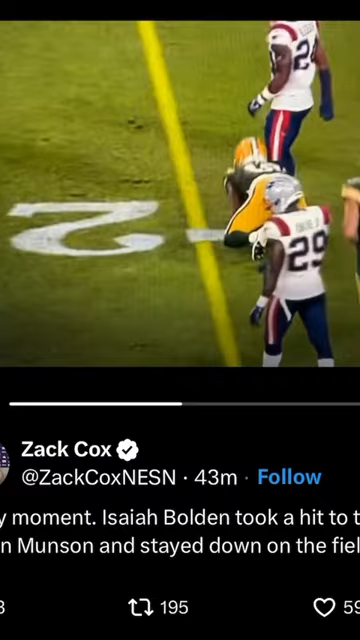 24
2
29
Zack Cox
@ZackCoxNESN · 43m · Follow
y moment. Isaiah Bolden took a hit to t
n Munson and stayed down on the fiel
195
59